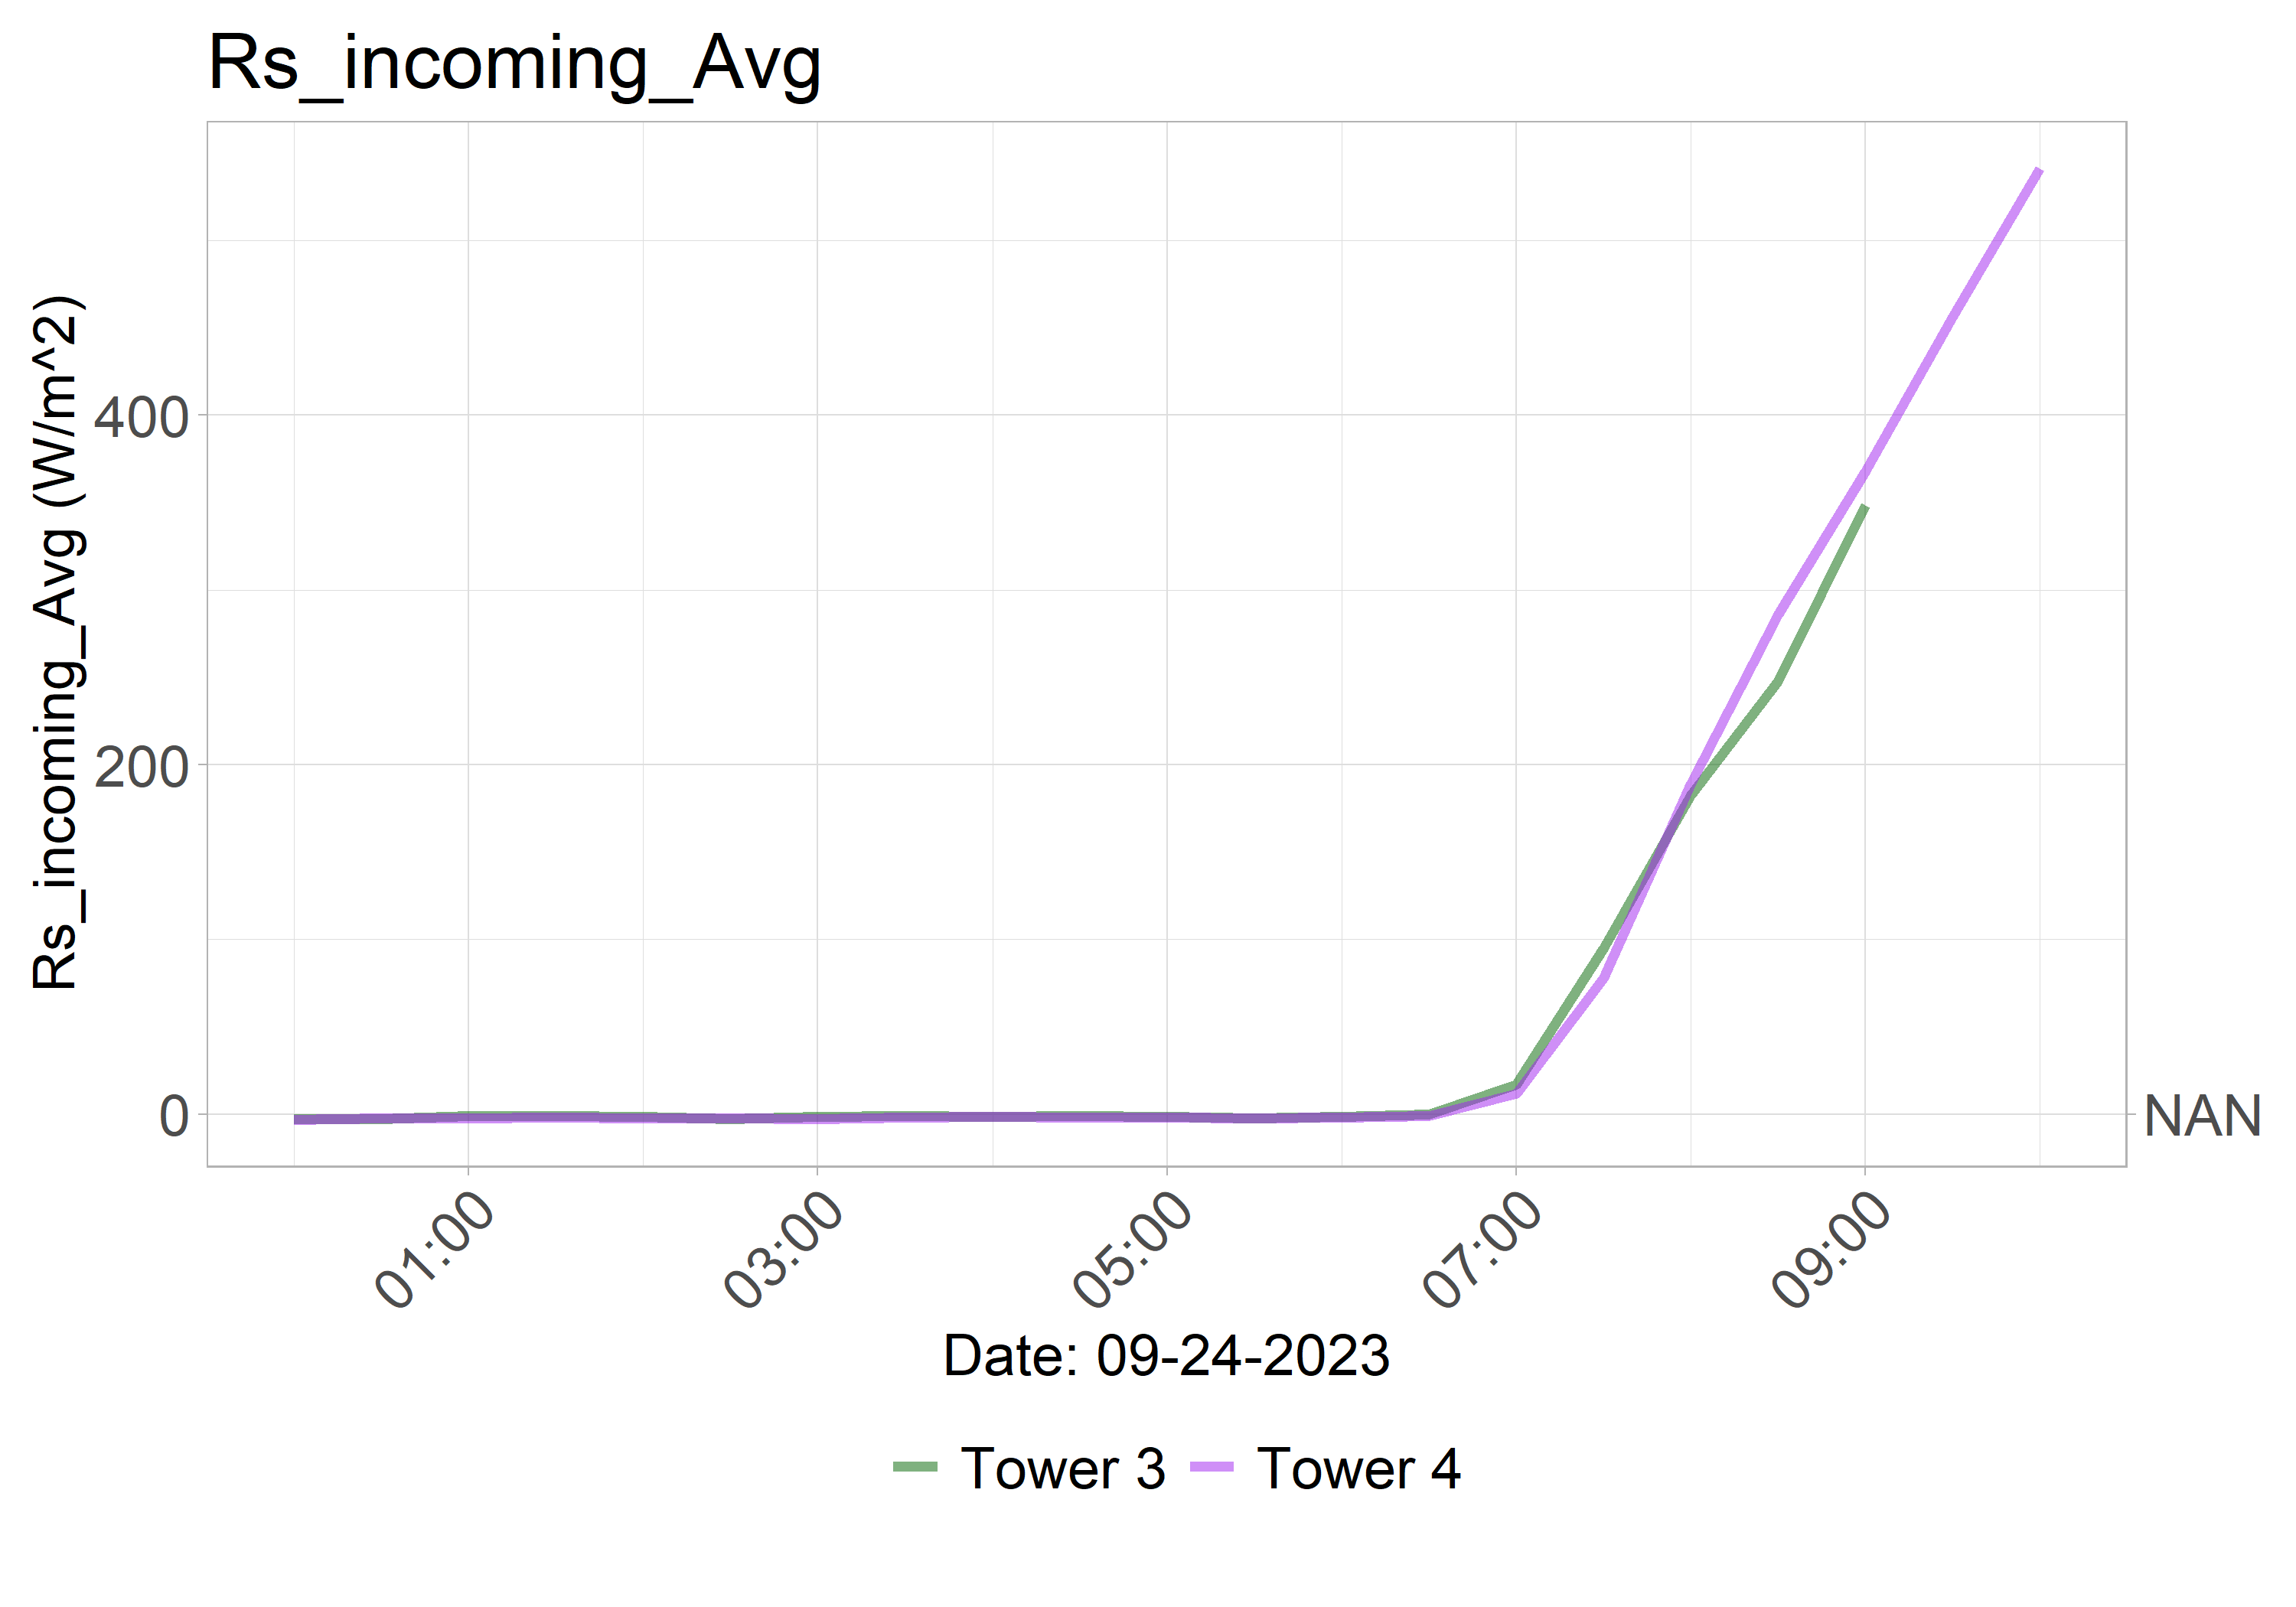 Rs_incoming_Avg
Rs_incoming_Avg (W/m^2)
400
200
0
NAN
01:00
03:00
05:00
07:00
09:00
Date: 09-24-2023
Tower 3
Tower 4